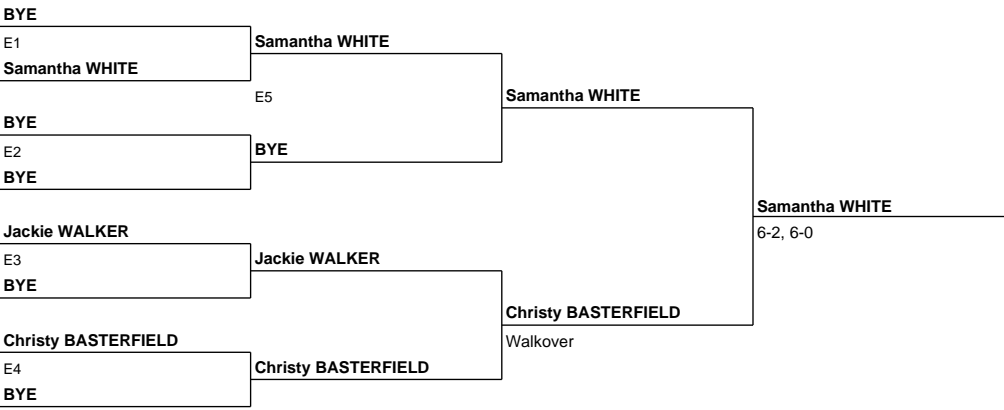 BYE
E1
Samantha WHITE
Samantha WHITE
E5
Samantha WHITE
BYE
E2
BYE
BYE
Samantha WHITE
6-2, 6-0
Jackie WALKER
E3
Jackie WALKER
BYE
Christy BASTERFIELD
Walkover
Christy BASTERFIELD
E4
Christy BASTERFIELD
BYE